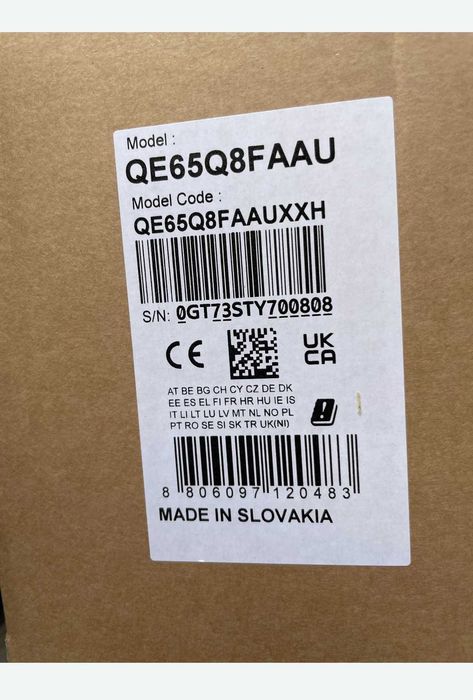 Model :
QE65Q8FAAU
Model Code :
QE65Q8FAAUXXH
S/N: 0GT73STY700808
CE
UK
CA
AT BE BG CH CY CZ DE DK
EE ES EL FI FR HR HU IE IS
IT LI LT LU LV MT NL NO PL
PT RO SE SI SK TR UK(NI)
8 806097 120483
MADE IN SLOVAKIA